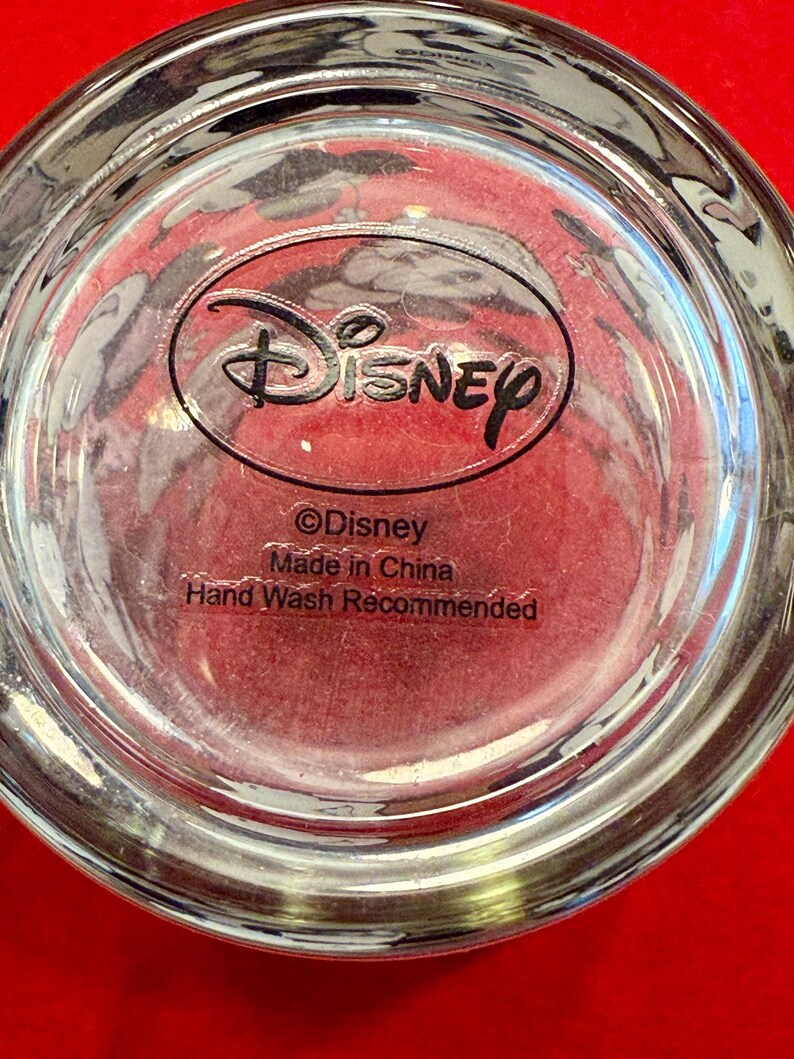 Disney
©Disney
Made in China
Hand Wash Recommended